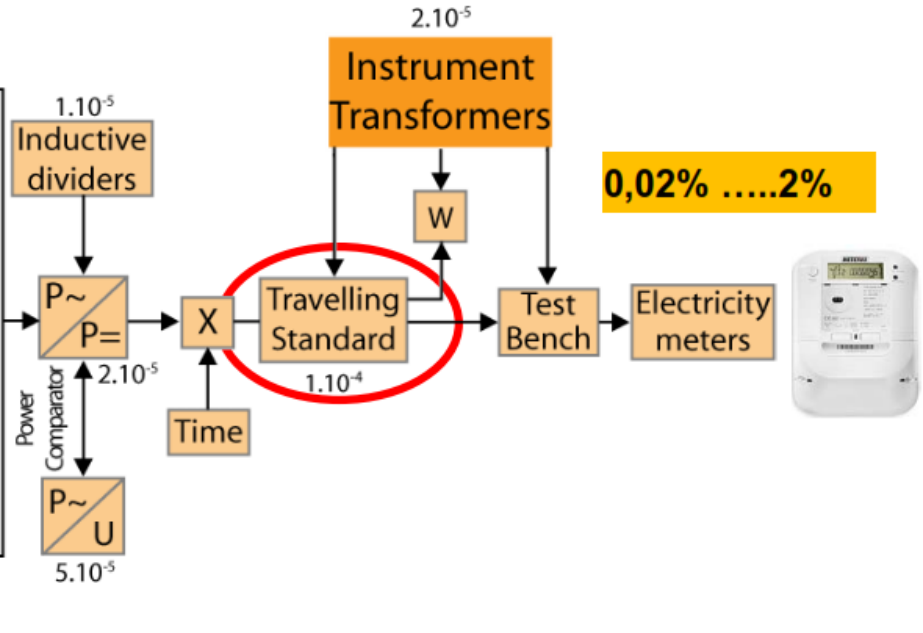 2.10-5
Instrument
Transformers
1.10-5
Inductive
dividers
0,02% …..2%
W
P~
P=
X
Travelling
Standard
Test
Bench
Electricity
meters
2.10-5
1.10-4
Power
Comparator
Time
P~
U
5.10-5